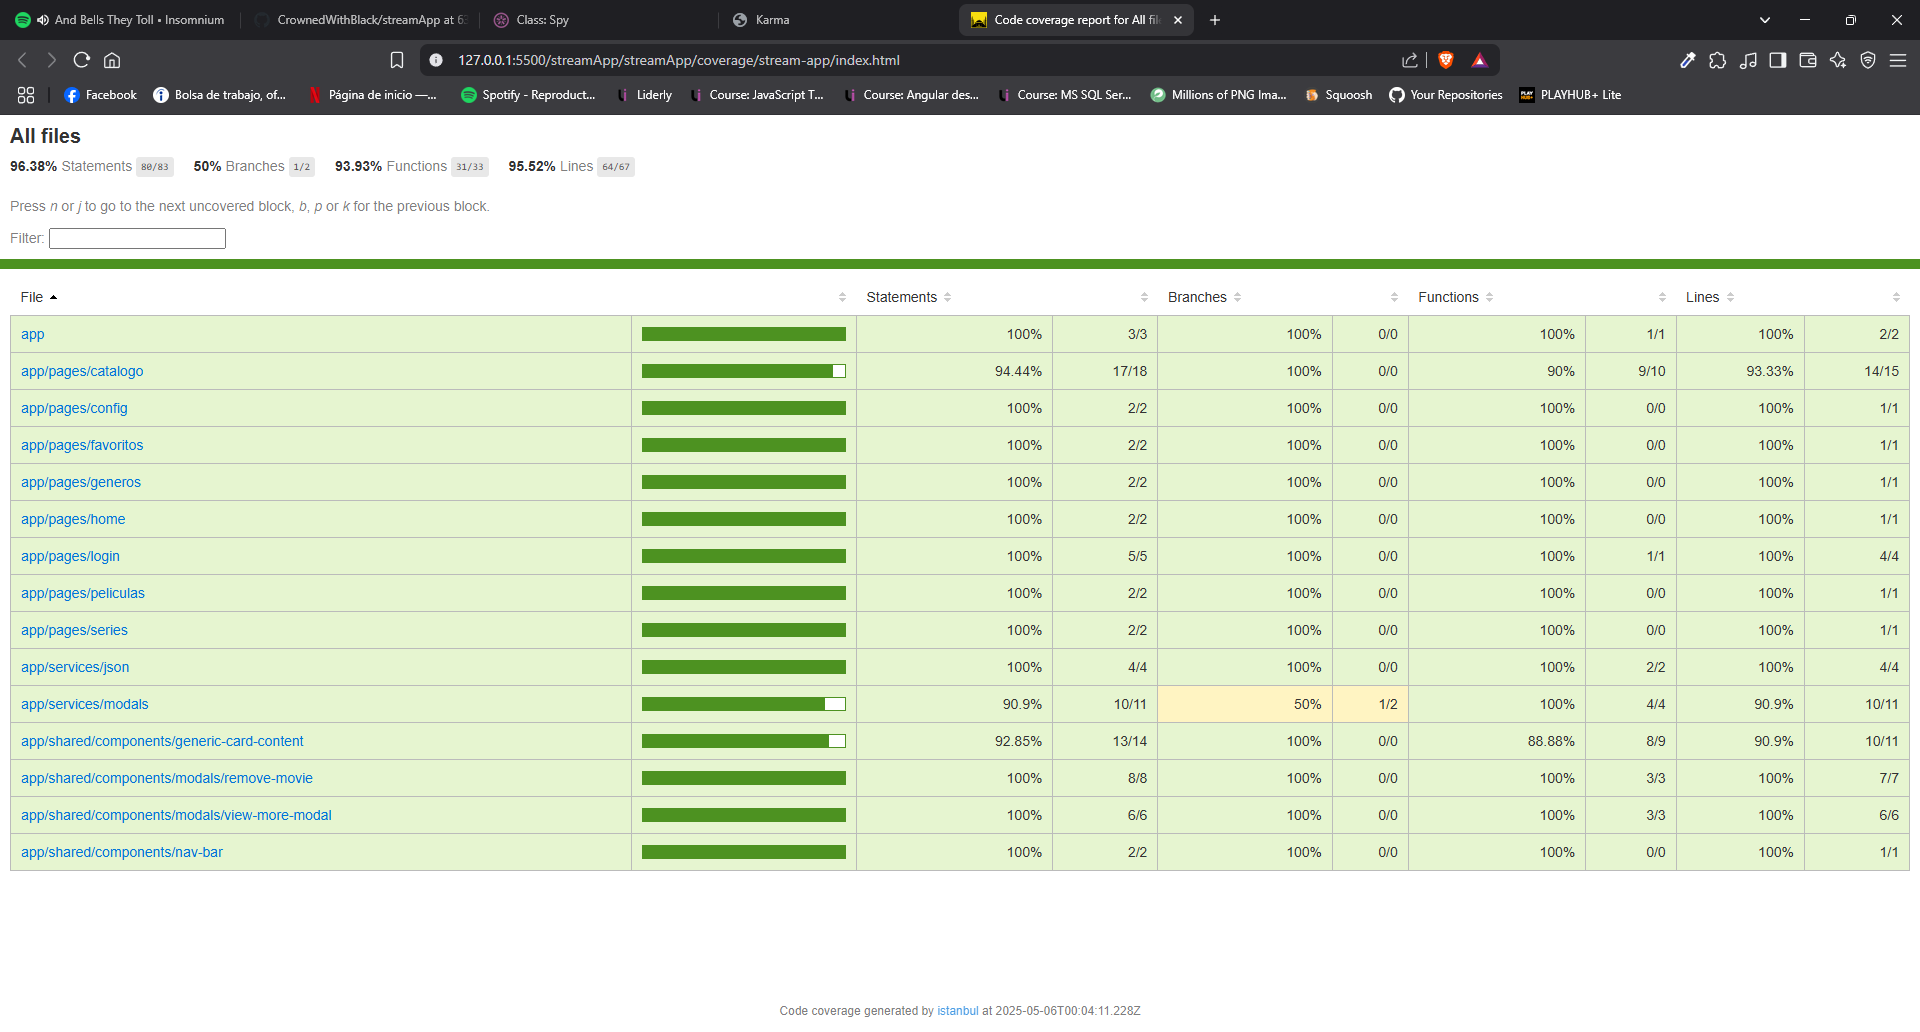 And Bells They Toll • Insomnium
CrownedWithBlack/streamApp at 63
Class: Spy
Karma
Code coverage report for All file
127.0.0.1:5500/streamApp/streamApp/coverage/stream-app/index.html
Facebook
Bolsa de trabajo, of...
Página de inicio —...
Spotify - Reproduct...
Liderly
Course: JavaScript T...
Course: Angular des...
Course: MS SQL Ser...
Millions of PNG Ima...
Squoosh
Your Repositories
PLAYHUB+ Lite
All files
96.38% Statements 80/83 50% Branches 1/2 93.93% Functions 31/33 95.52% Lines 64/67
Press n or j to go to the next uncovered block, b, p or k for the previous block.
Filter:
File Statements Branches Functions Lines
app 100% 3/3 100% 0/0 100% 1/1 100% 2/2
app/pages/catalogo 94.44% 17/18 100% 0/0 90% 9/10 93.33% 14/15
app/pages/config 100% 2/2 100% 0/0 100% 0/0 100% 1/1
app/pages/favoritos 100% 2/2 100% 0/0 100% 0/0 100% 1/1
app/pages/generos 100% 2/2 100% 0/0 100% 0/0 100% 1/1
app/pages/home 100% 2/2 100% 0/0 100% 0/0 100% 1/1
app/pages/login 100% 5/5 100% 0/0 100% 1/1 100% 4/4
app/pages/peliculas 100% 2/2 100% 0/0 100% 0/0 100% 1/1
app/pages/series 100% 2/2 100% 0/0 100% 0/0 100% 1/1
app/services/json 100% 4/4 100% 0/0 100% 2/2 100% 4/4
app/services/modals 90.9% 10/11 50% 1/2 100% 4/4 90.9% 10/11
app/shared/components/generic-card-content 92.85% 13/14 100% 0/0 88.88% 8/9 90.9% 10/11
app/shared/components/modals/remove-movie 100% 8/8 100% 0/0 100% 3/3 100% 7/7
app/shared/components/modals/view-more-modal 100% 6/6 100% 0/0 100% 3/3 100% 6/6
app/shared/components/nav-bar 100% 2/2 100% 0/0 100% 0/0 100% 1/1
Code coverage generated by istanbul at 2025-05-06T00:04:11.228Z